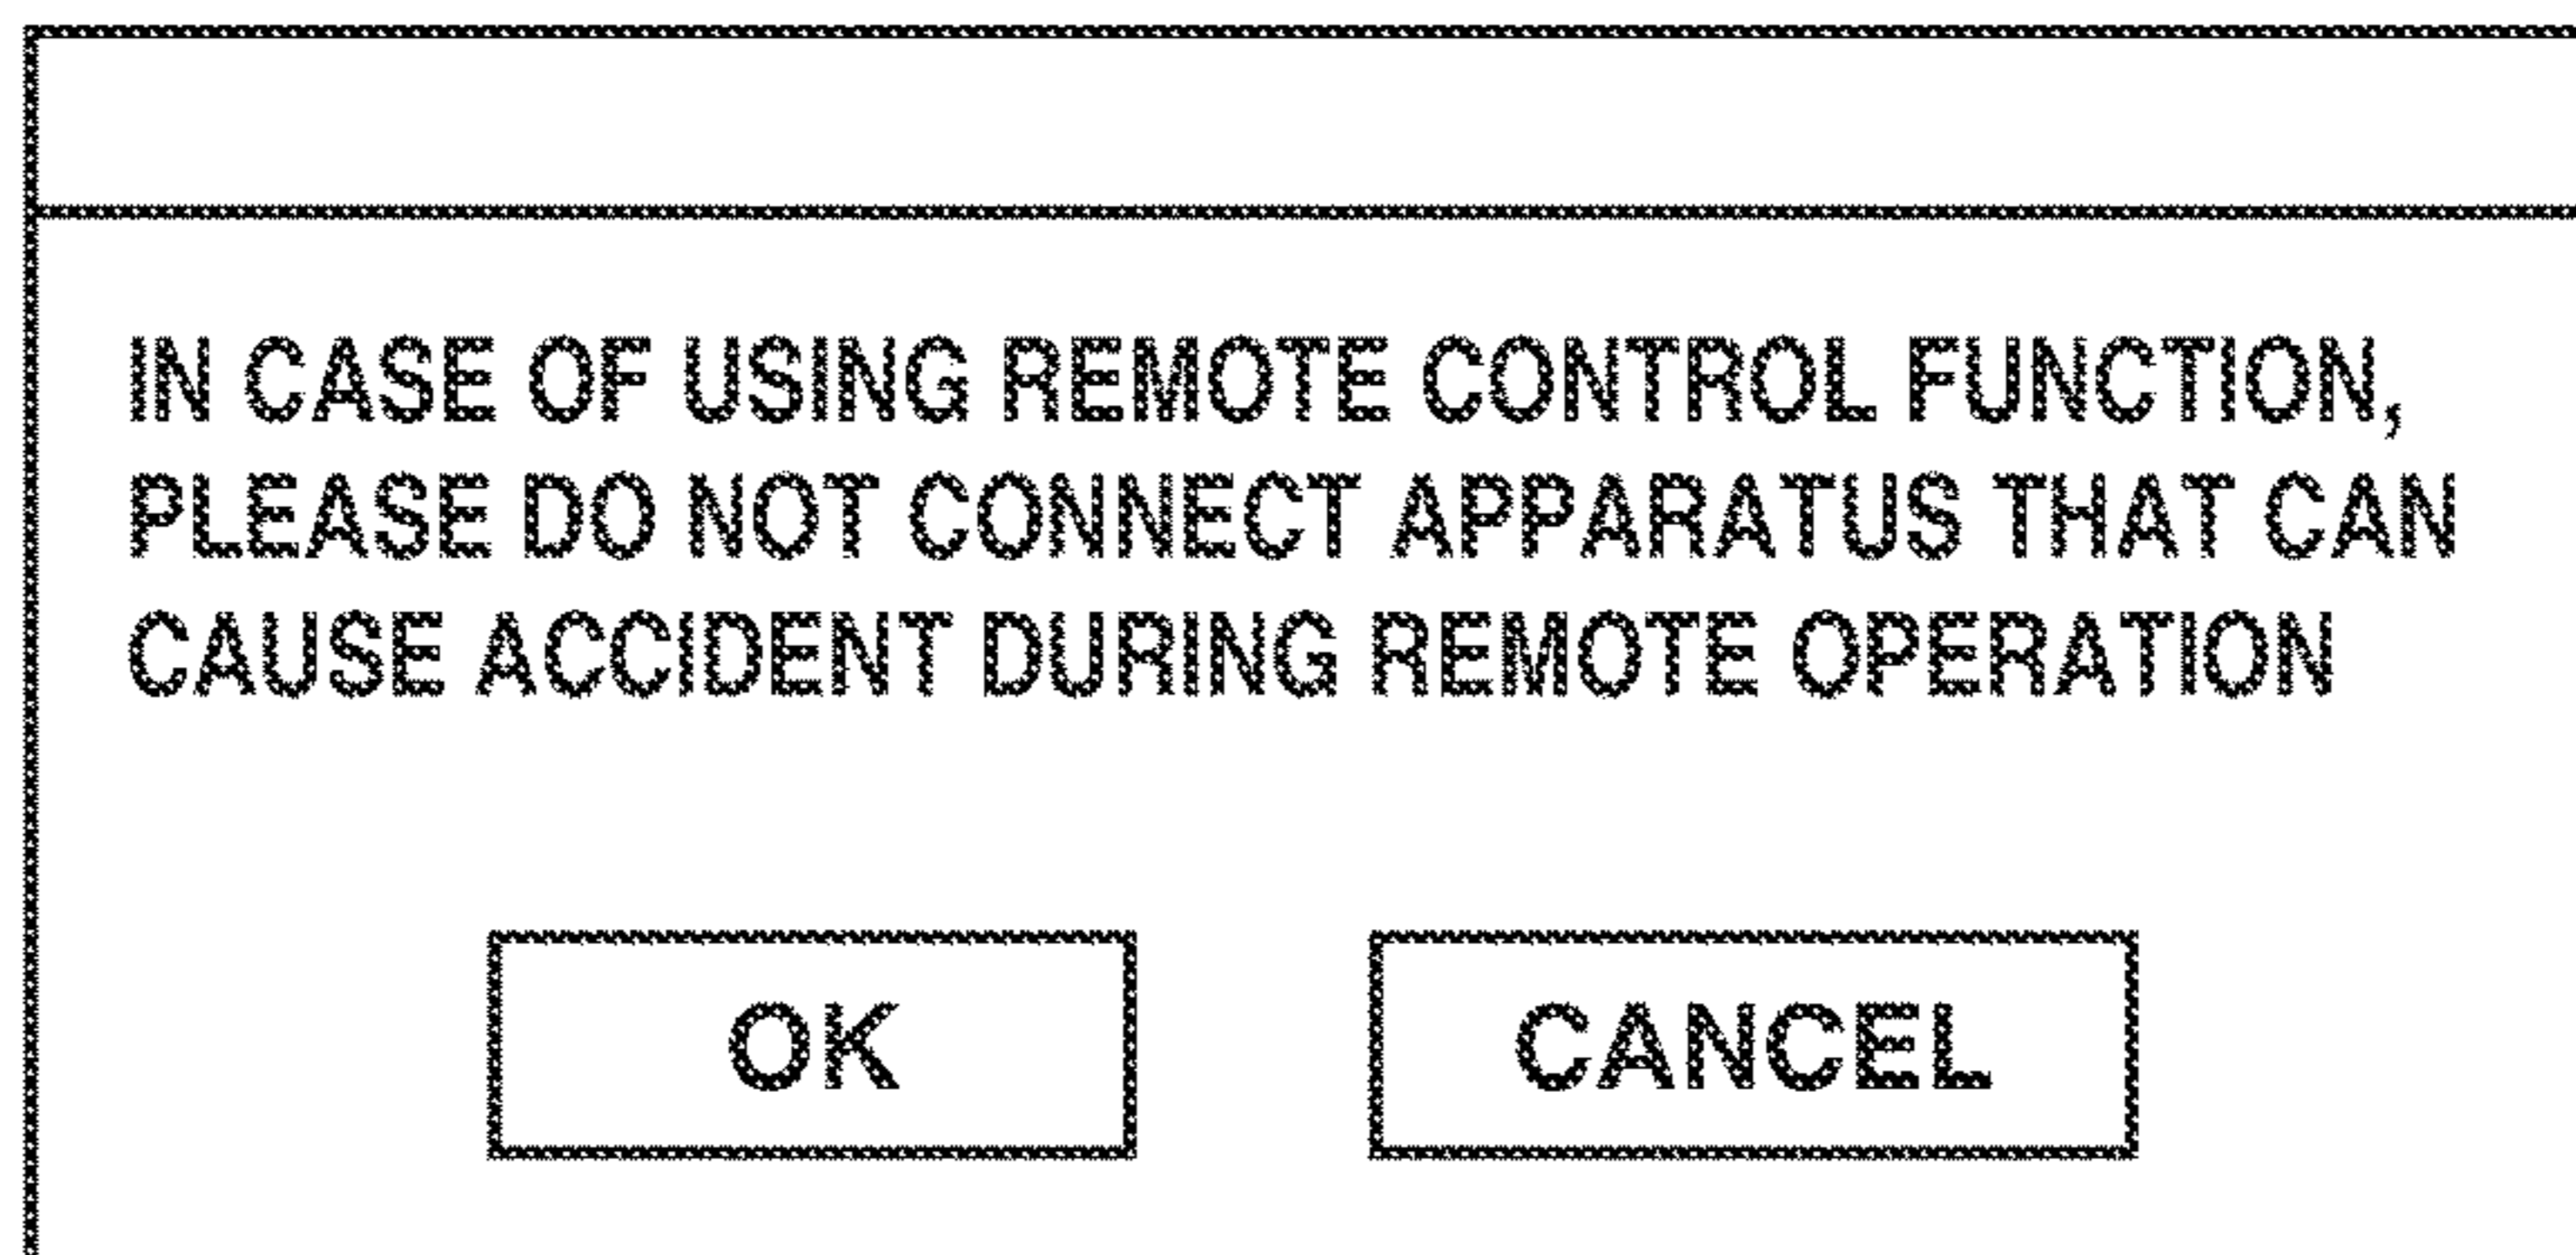 IN CASE OF USING REMOTE CONTROL FUNCTION,
PLEASE DO NOT CONNECT APPARATUS THAT CAN
CAUSE ACCIDENT DURING REMOTE OPERATION
OK
CANCEL